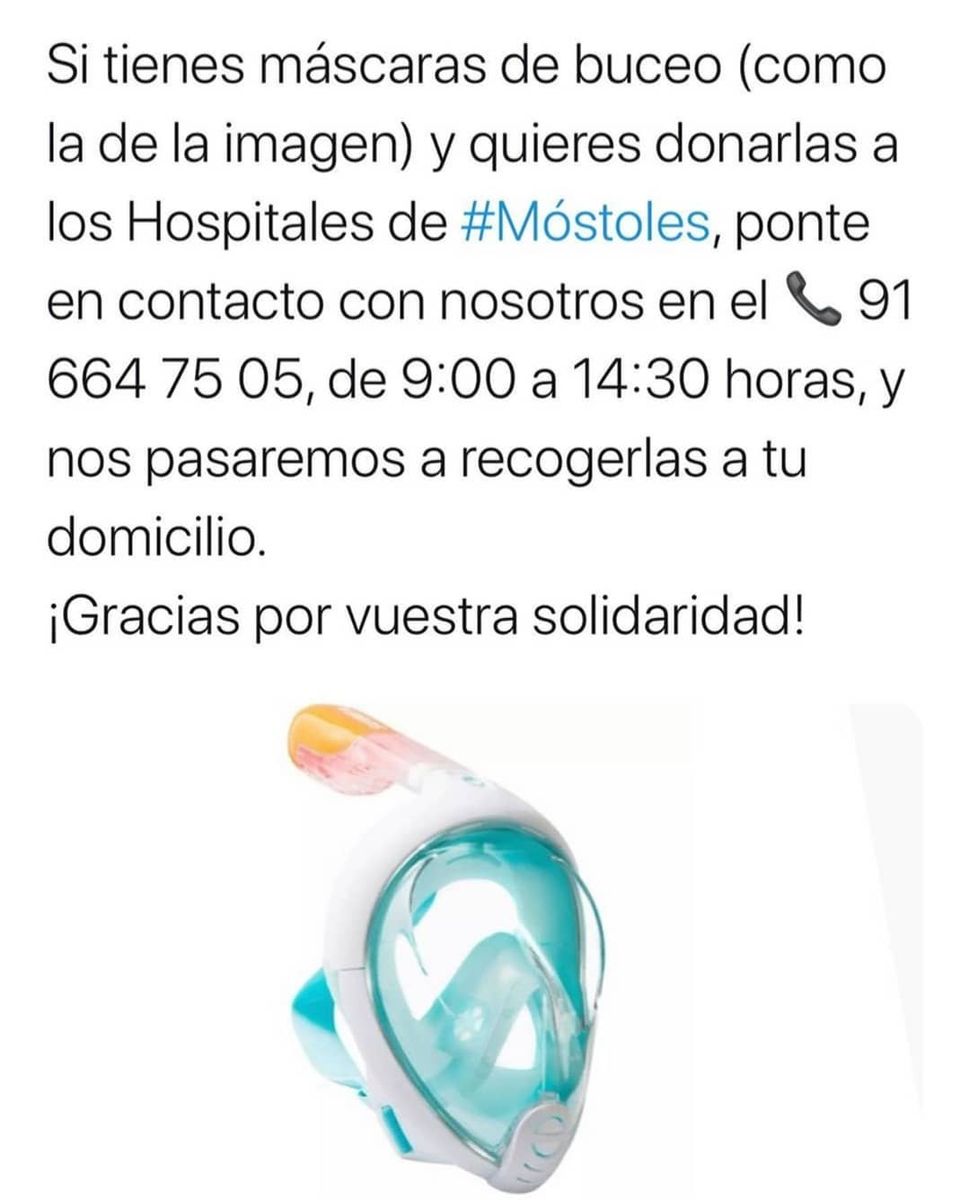 Si tienes máscaras de buceo (como
la de la imagen) y quieres donarlas a
los Hospitales de #Móstoles, ponte
en contacto con nosotros en el 📞 91
664 75 05, de 9:00 a 14:30 horas, y
nos pasaremos a recogerlas a tu
domicilio.
¡Gracias por vuestra solidaridad!